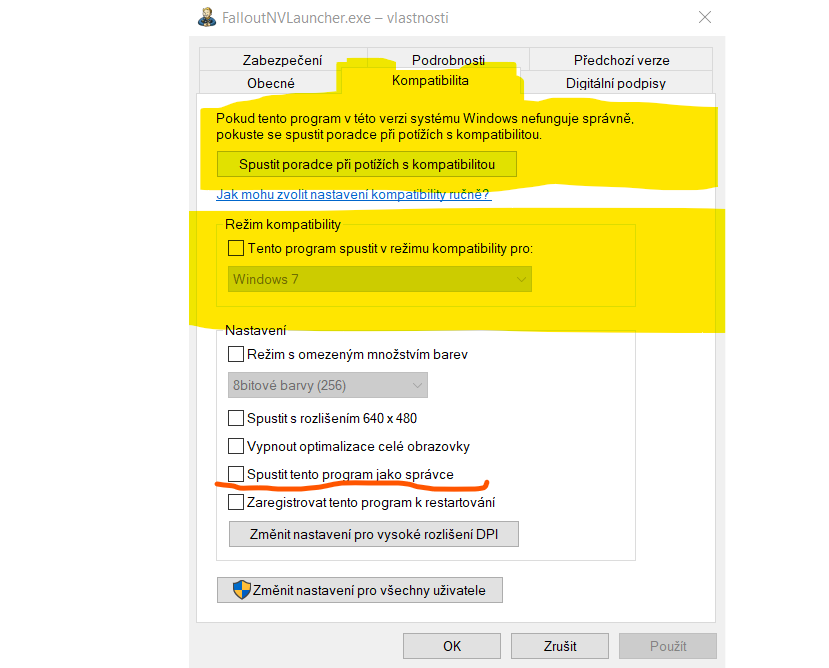 FalloutNVLauncher.exe – vlastnosti
Zabezpečení
Podrobnosti
Předchozí verze
Obecné
Kompatibilita
Digitální podpisy
Pokud tento program v této verzi systému Windows nefunguje správně,
pokuste se spustit poradce při potížích s kompatibilitou.
Spustit poradce při potížích s kompatibilitou
Jak mohu zvolit nastavení kompatibility ručně?
Režim kompatibility
Tento program spustit v režimu kompatibility pro:
Windows 7
Nastavení
Režim s omezeným množstvím barev
8bitové barvy (256)
Spustit s rozlišením 640 x 480
Vypnout optimalizace celé obrazovky
Spustit tento program jako správce
Zaregistrovat tento program k restartování
Změnit nastavení pro vysoké rozlišení DPI
Změnit nastavení pro všechny uživatele
OK
Zrušit
Použít